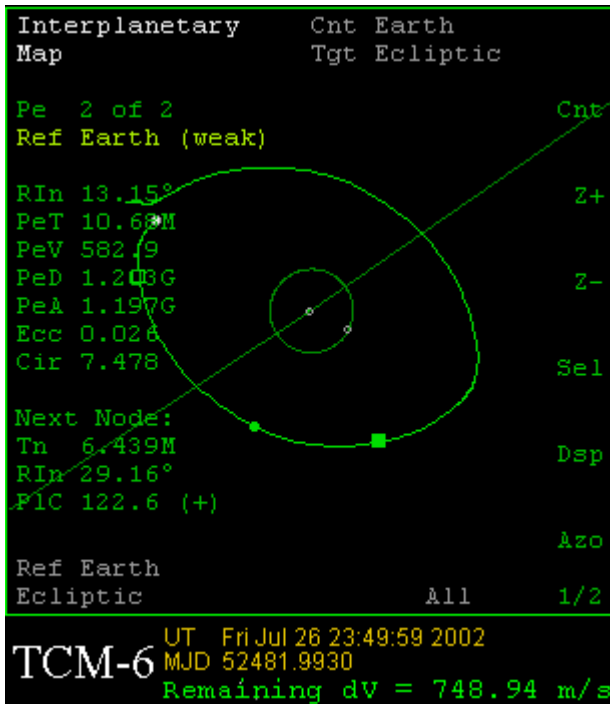 Interplanetary Cnt Earth
Map Tgt Ecliptic
Pe 2 of 2 Cnt
Ref Earth (weak)
RIn 13.15° Z+
PeT 10.68M
PeV 582.9
PeD 1.203G Z-
PeA 1.197G
Ecc 0.026
Cir 7.478 Sel
Next Node:
Tn 6.439M Dsp
RIn 29.16°
PlC 122.6 (+)
Azo
Ref Earth
Ecliptic All 1/2
TCM-6
UT Fri Jul 26 23:49:59 2002
MJD 52481.9930
Remaining dV = 748.94 m/s